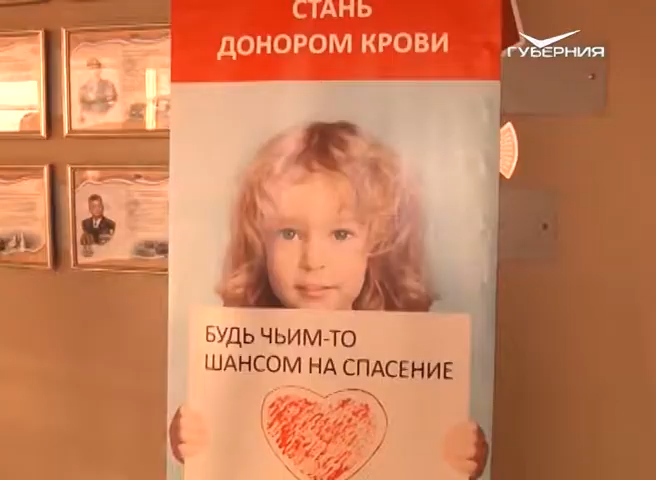 СТАНЬ
ДОНОРОМ КРОВИ
ГУБЕРНИЯ
БУДЬ ЧЬИМ-ТО
ШАНСОМ НА СПАСЕНИЕ